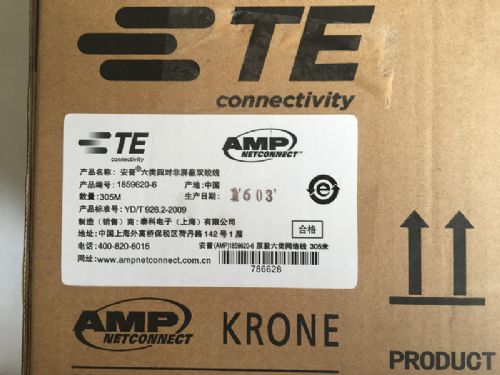 TE
connectivity
TE
connectivity
AMP
NETCONNECT
产品名称: 安普®六类四对非屏蔽双绞线
产品编号: 1859620-6 产地: 中国
数量: 305M 生产日期: 1603
产品标准号: YD/T 926.2-2009
制造(销售)商: 泰科电子(上海)有限公司
地址: 中国上海外高桥保税区荷丹路142号1层
合格
电话: 400-820-6015 安普(AMP)1859620-6 原装六类网络线 305米
网址: www.ampnetconnect.com.cn
786628
AMP
NETCONNECT
KRONE
PRODUCT